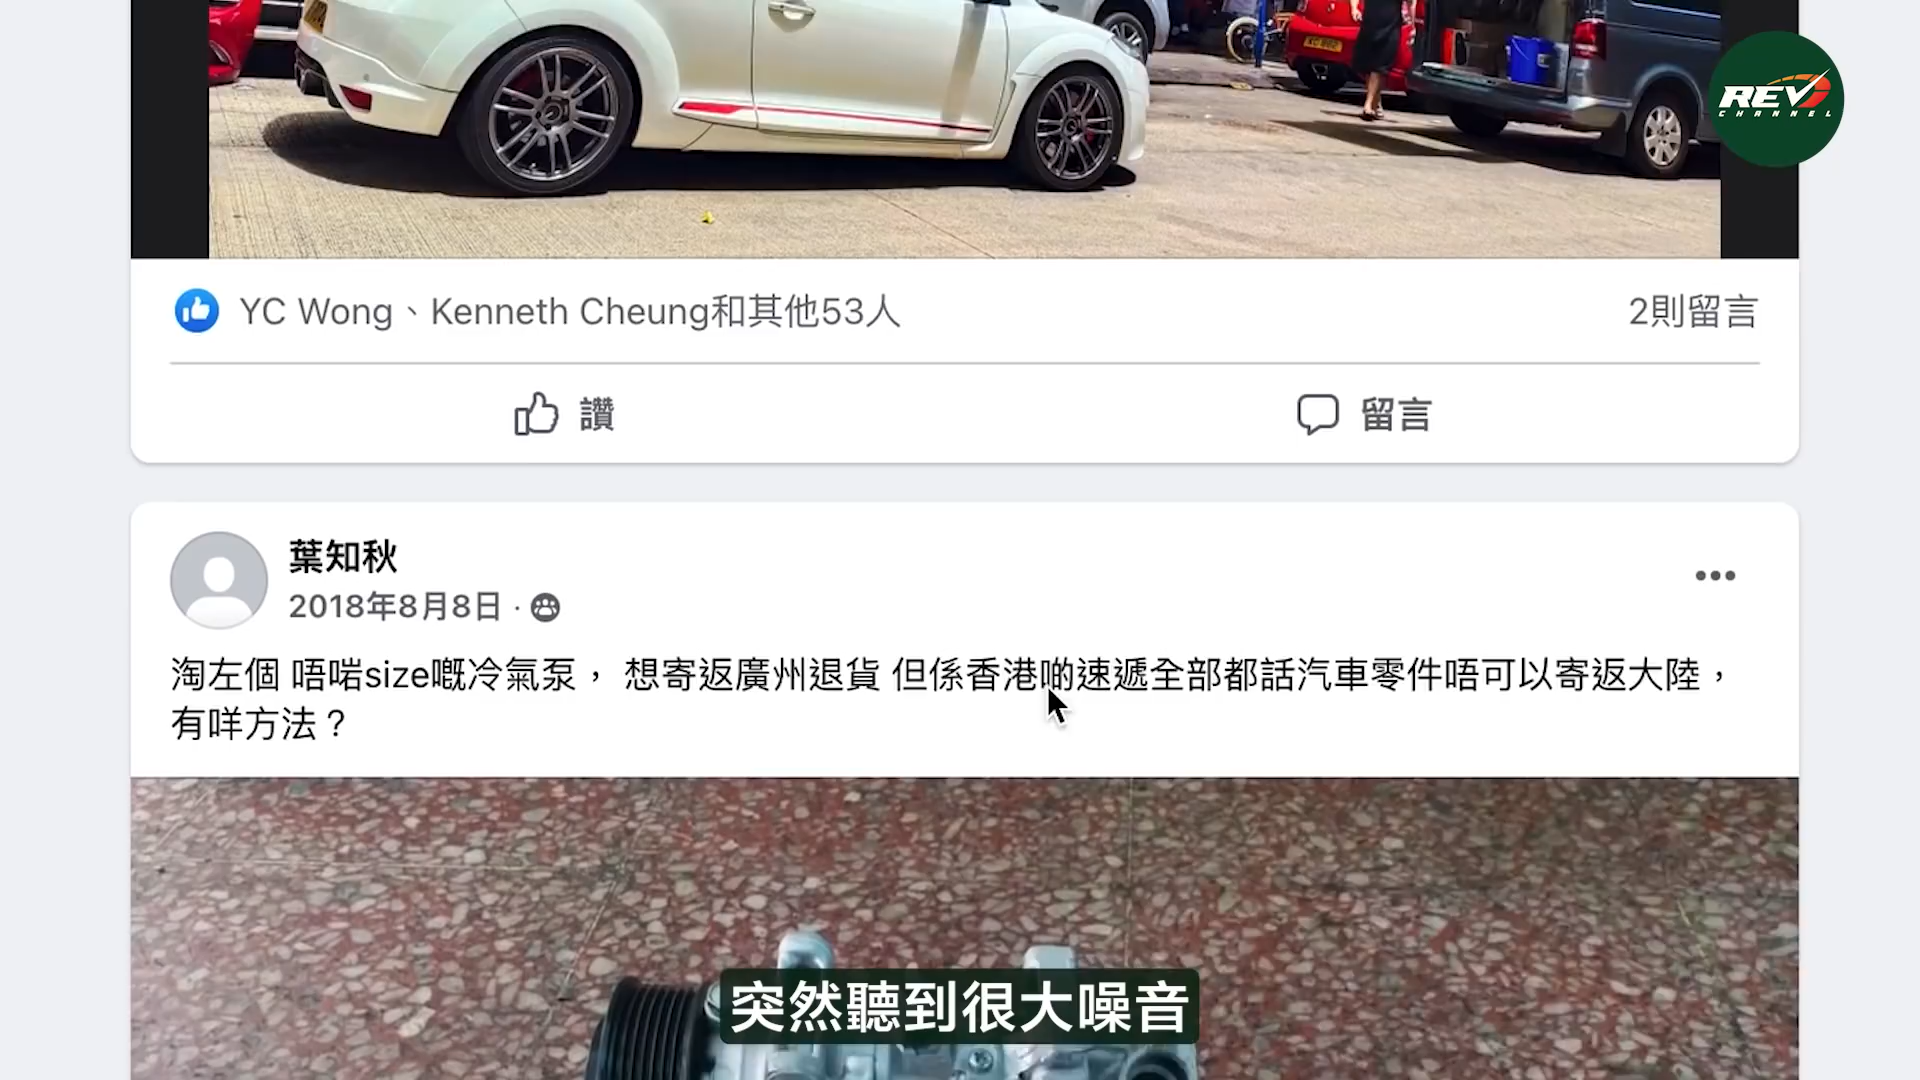 REV
CHANNEL
YC Wong、Kenneth Cheung和其他53人
2則留言
讚
留言
葉知秋
2018年8月8日 ·
淘左個 唔啱size嘅冷氣泵， 想寄返廣州退貨 但係香港啲速遞全部都話汽車零件唔可以寄返大陸，
有咩方法？
突然聽到很大噪音